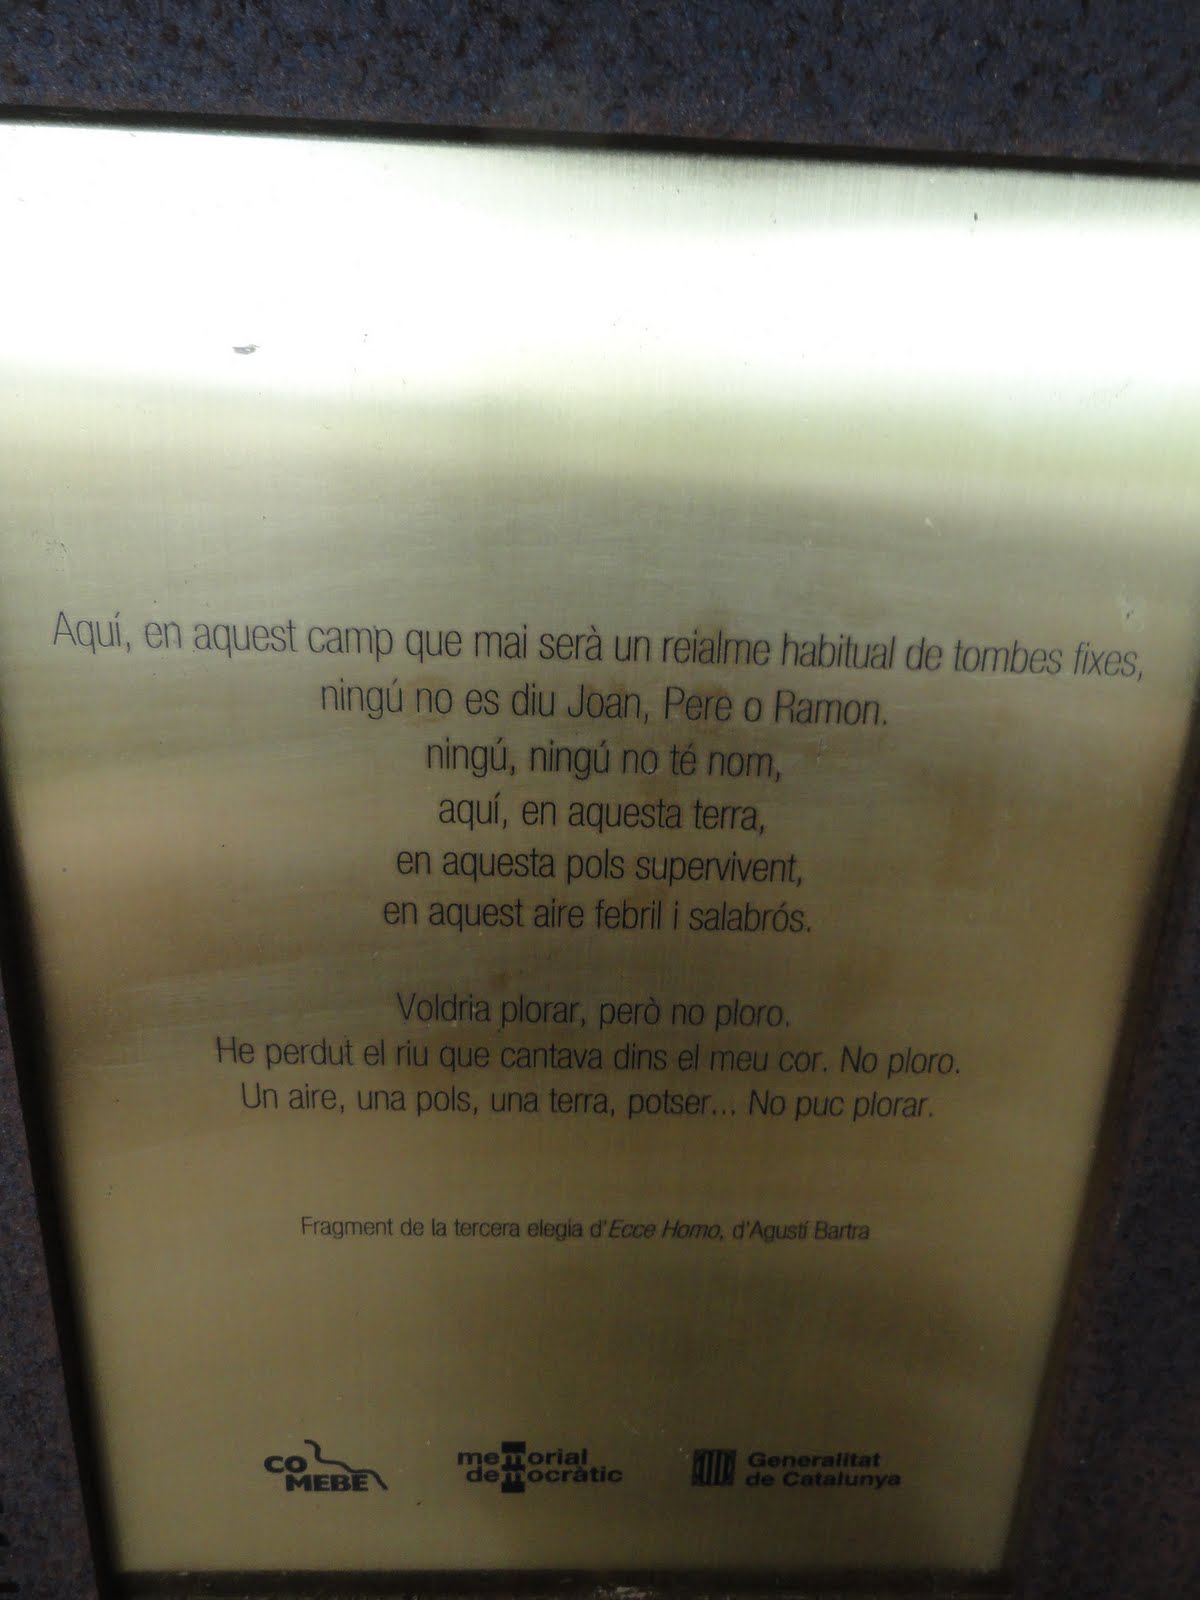 Aquí, en aquest camp que mai serà un reialme habitual de tombes fixes,
ningú no es diu Joan, Pere o Ramon.
ningú, ningú no té nom,
aquí, en aquesta terra,
en aquesta pols supervivent,
en aquest aire febril i salabrós.
Voldria plorar, però no ploro.
He perdut el riu que cantava dins el meu cor. No ploro.
Un aire, una pols, una terra, potser... No puc plorar.
Fragment de la tercera elegia d'Ecce Homo, d'Agustí Bartra
CO
MEBE
memorial
democràtic
Generalitat
de Catalunya